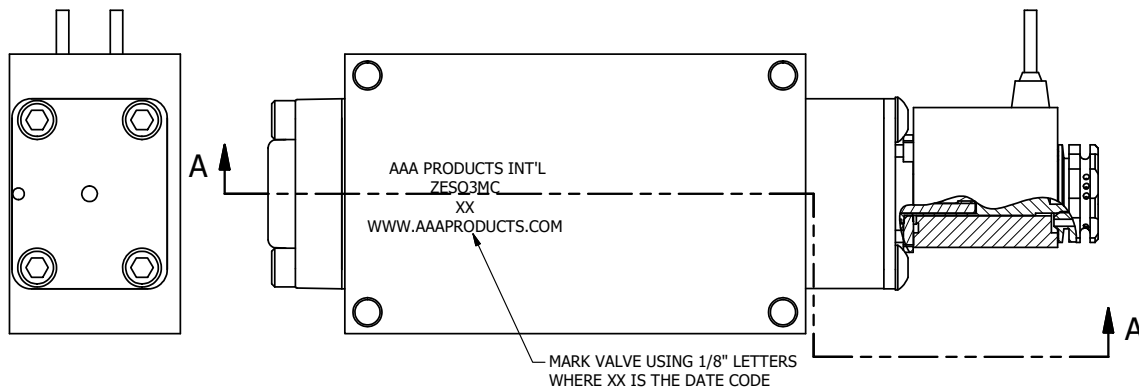 A
AAA PRODUCTS INT'L
ZESO3MC
XX
WWW.AAAPRODUCTS.COM
A
MARK VALVE USING 1/8" LETTERS
WHERE XX IS THE DATE CODE